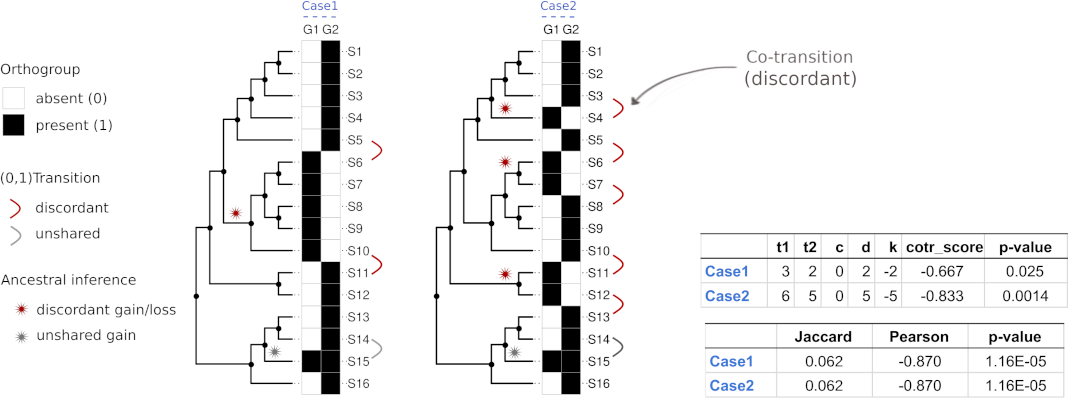 Case1
G1 G2
S1
S2
S3
S4
S5
S6
S7
S8
S9
S10
S11
S12
S13
S14
S15
S16
Case2
G1 G2
S1
S2
S3
S4
S5
S6
S7
S8
S9
S10
S11
S12
S13
S14
S15
S16
Orthogroup
absent (0)
present (1)
(0,1)Transition
discordant
unshared
Ancestral inference
discordant gain/loss
unshared gain
Co-transition
(discordant)
t1 t2 c d k cotr_score p-value
Case1 3 2 0 2 -2 -0.667 0.025
Case2 6 5 0 5 -5 -0.833 0.0014
Jaccard Pearson p-value
Case1 0.062 -0.870 1.16E-05
Case2 0.062 -0.870 1.16E-05